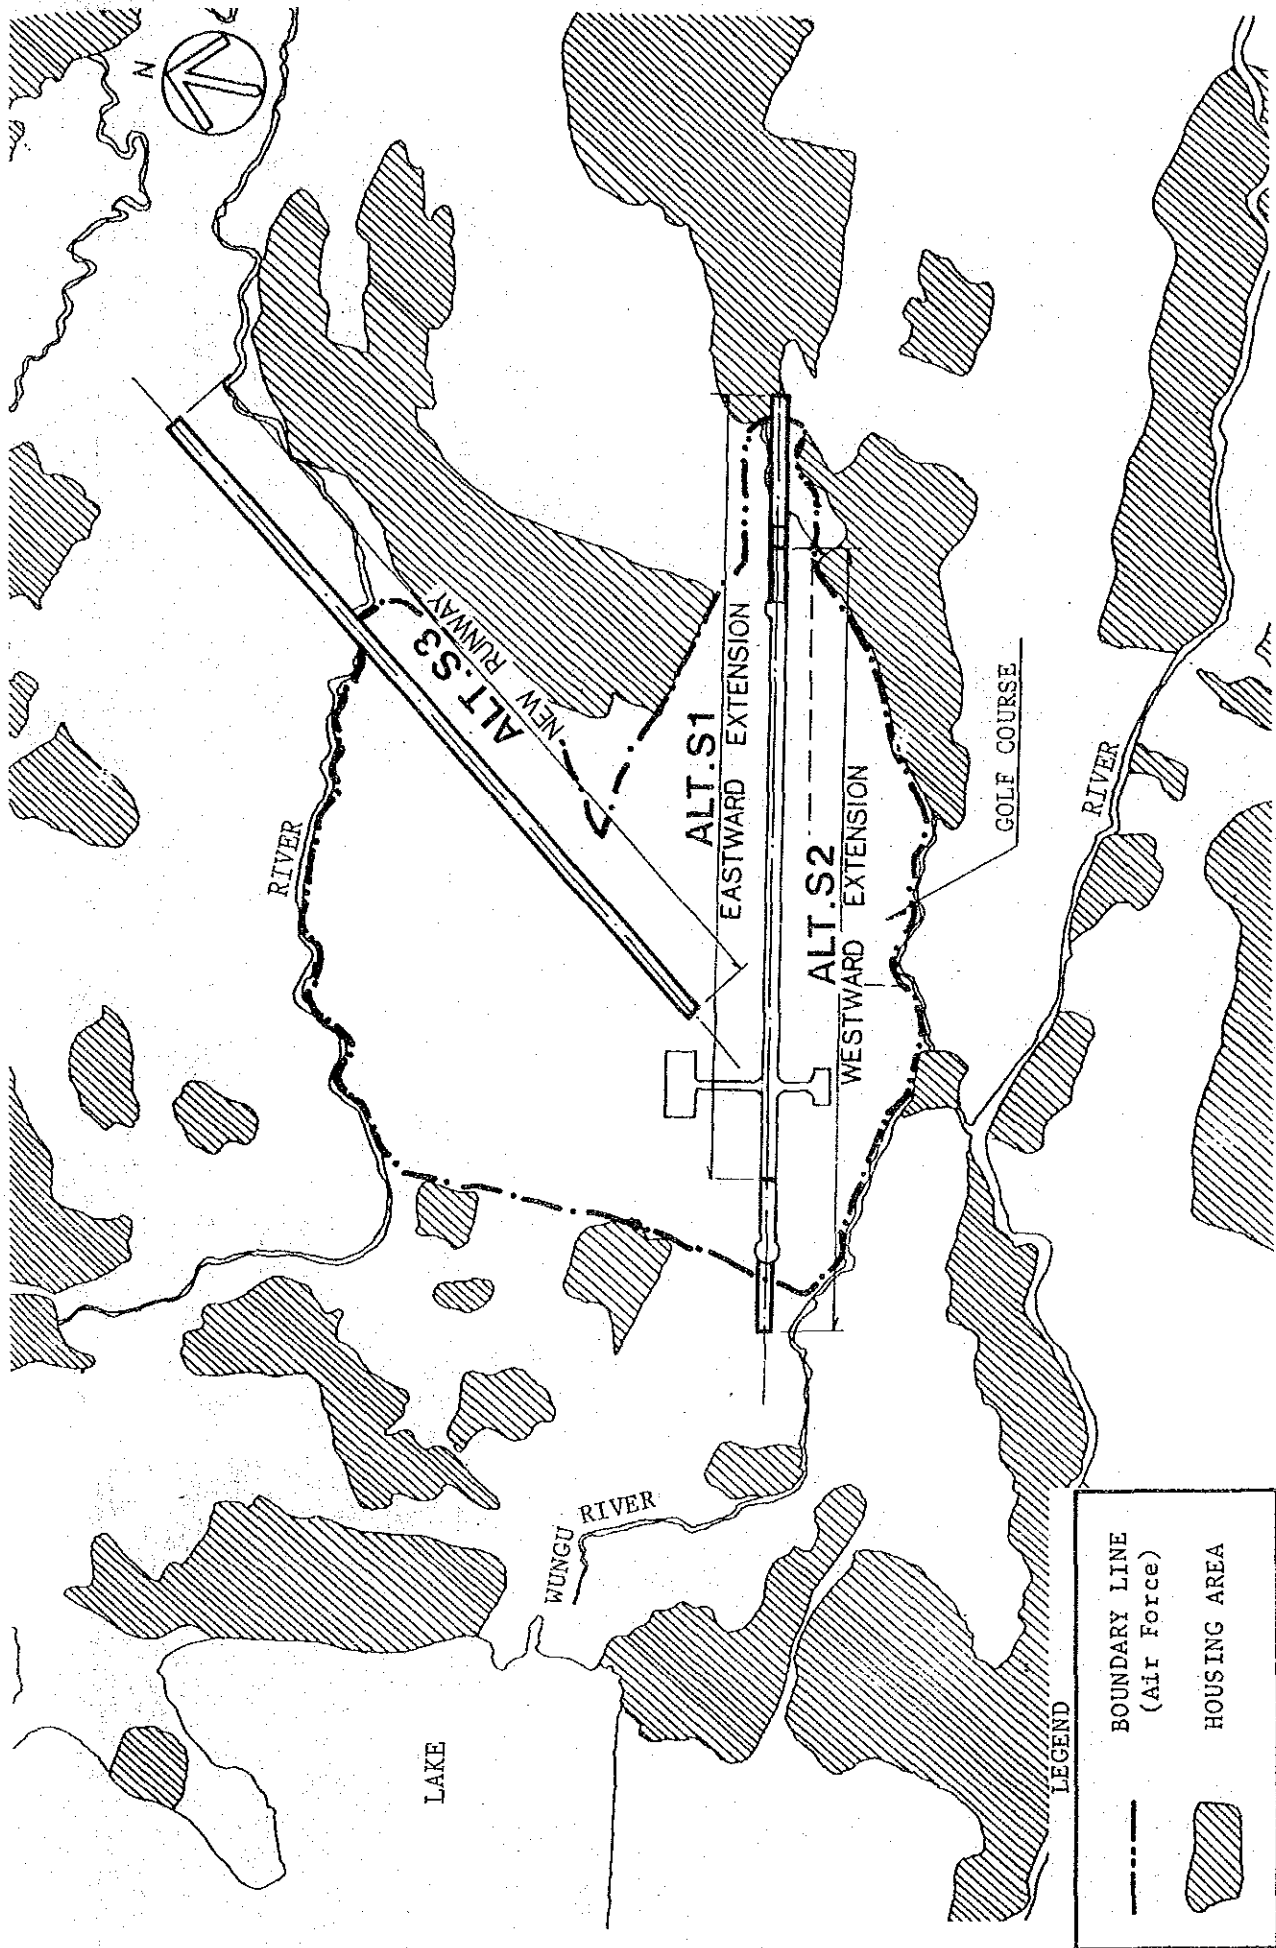 N
RIVER
ALT.S3
NEW RUNWAY
ALT.S1
EASTWARD EXTENSION
ALT.S2
WESTWARD EXTENSION
GOLF COURSE
RIVER
WUNGU RIVER
LAKE
LEGEND
BOUNDARY LINE
(Air Force)
HOUSING AREA